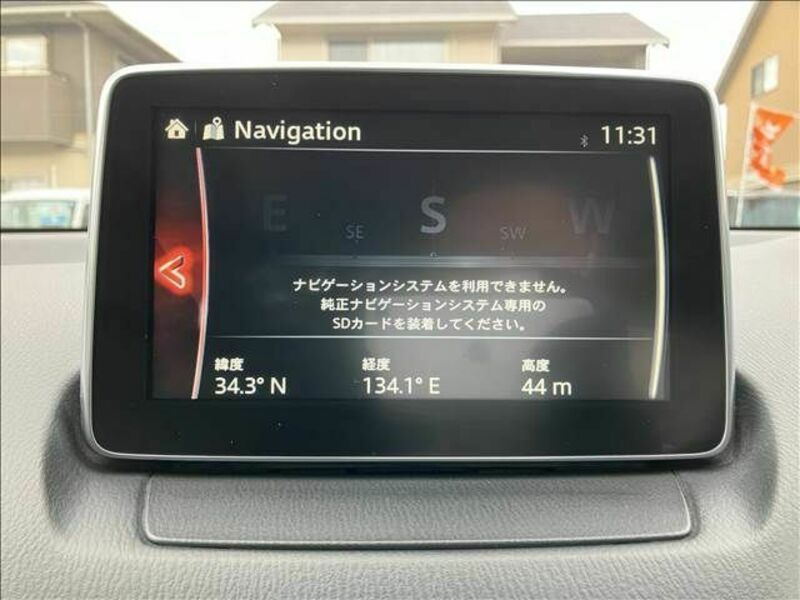 Navigation
11:31
E SE S SW W
ナビゲーションシステムを利用できません。
純正ナビゲーションシステム専用の
SDカードを装着してください。
緯度 経度 高度
34.3° N 134.1° E 44 m